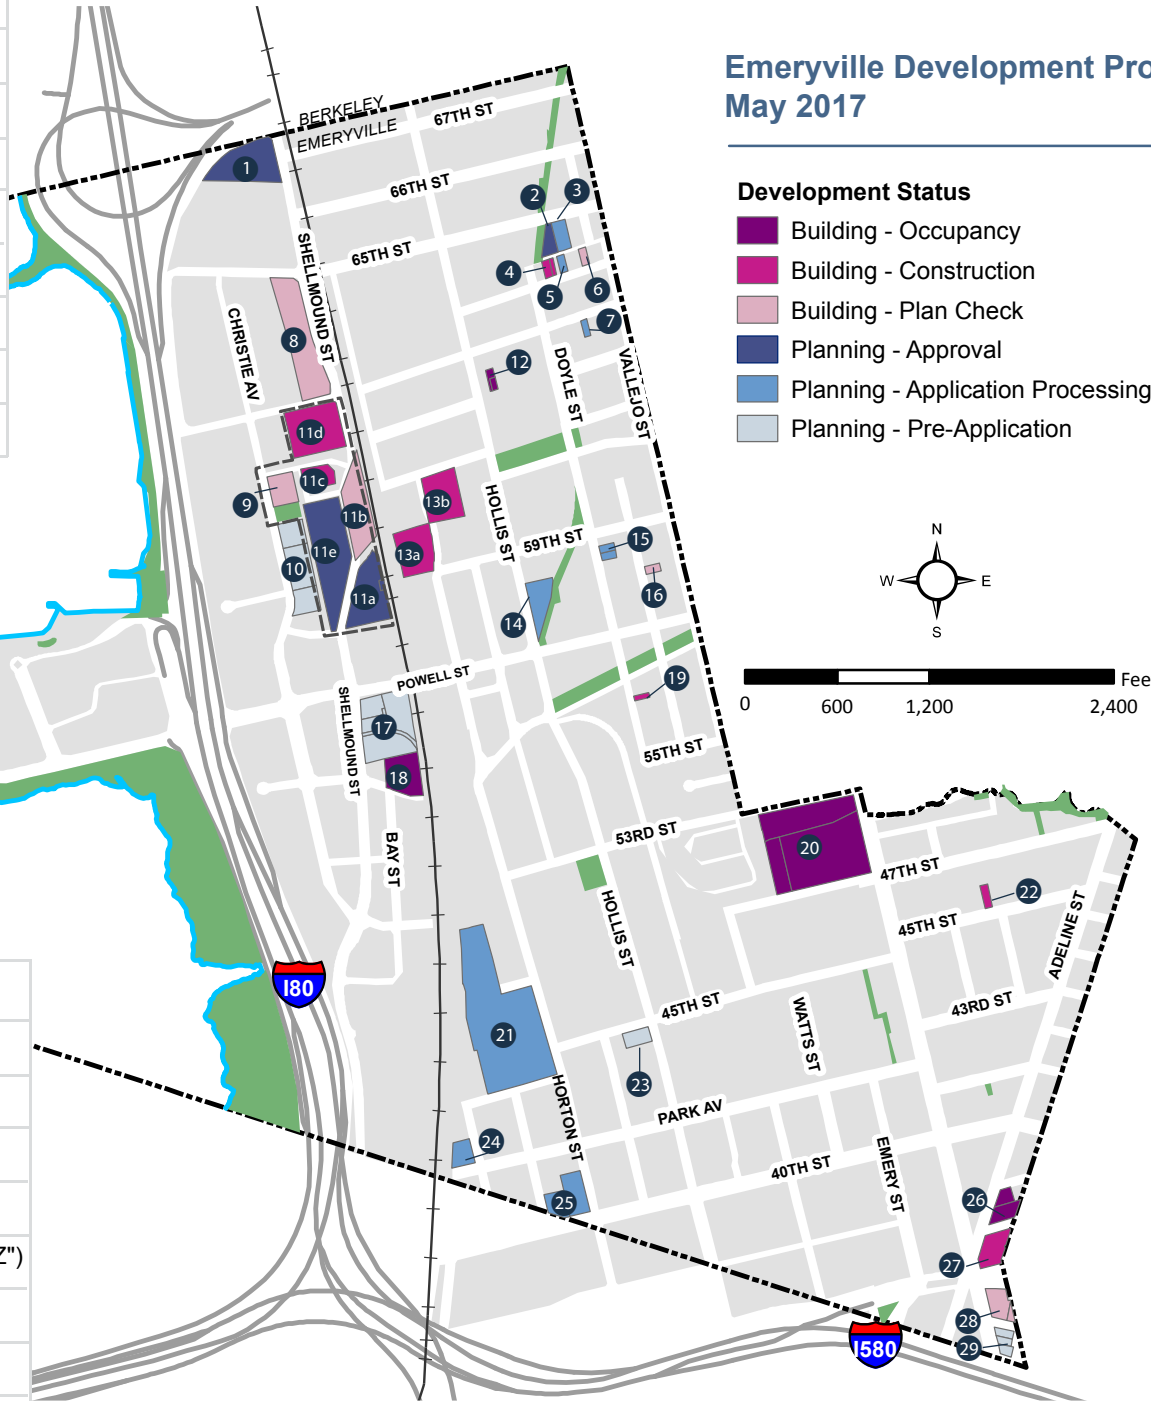 Emeryville Development Pro
May 2017
Development Status
Building - Occupancy
Building - Construction
Building - Plan Check
Planning - Approval
Planning - Application Processing
Planning - Pre-Application
N
W E
S
Fee
0 600 1,200 2,400
BERKELEY
EMERYVILLE
67TH ST
66TH ST
65TH ST
SHELLMOUND ST
CHRISTIE AV
DOYLE ST
VALLEJO ST
HOLLIS ST
59TH ST
POWELL ST
SHELLMOUND ST
55TH ST
53RD ST
BAY ST
HOLLIS ST
47TH ST
45TH ST
ADELINE ST
43RD ST
45TH ST
WATTS ST
HORTON ST
PARK AV
40TH ST
EMERY ST
I80
I580
1
2
3
4
5
6
7
8
9
10
11a
11b
11c
11d
11e
12
13a
13b
14
15
16
17
18
19
20
21
22
23
24
25
26
27
28
29
Z")